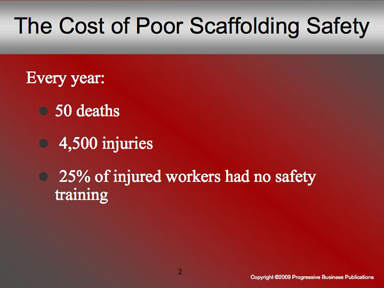 The Cost of Poor Scaffolding Safety
Every year:
50 deaths
4,500 injuries
25% of injured workers had no safety
training
2
Copyright ©2009 Progressive Business Publications